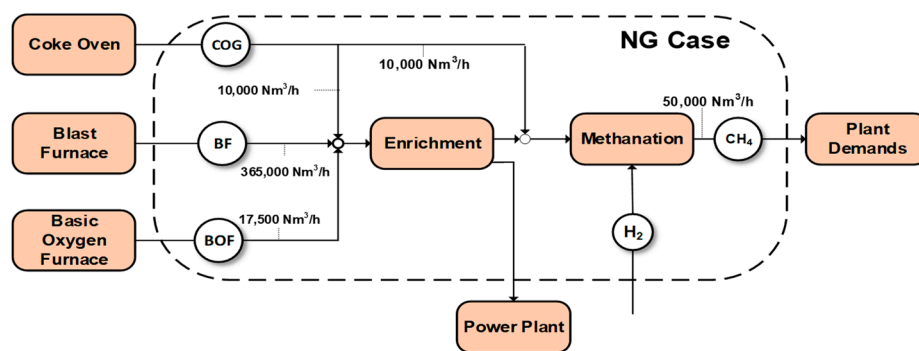 Coke Oven
COG
NG Case
10,000 Nm³/h
10,000 Nm³/h
50,000 Nm³/h
Blast
Furnace
BF
365,000 Nm³/h
Enrichment
Methanation
CH₄
Plant
Demands
17,500 Nm³/h
Basic
Oxygen
Furnace
BOF
H₂
Power Plant